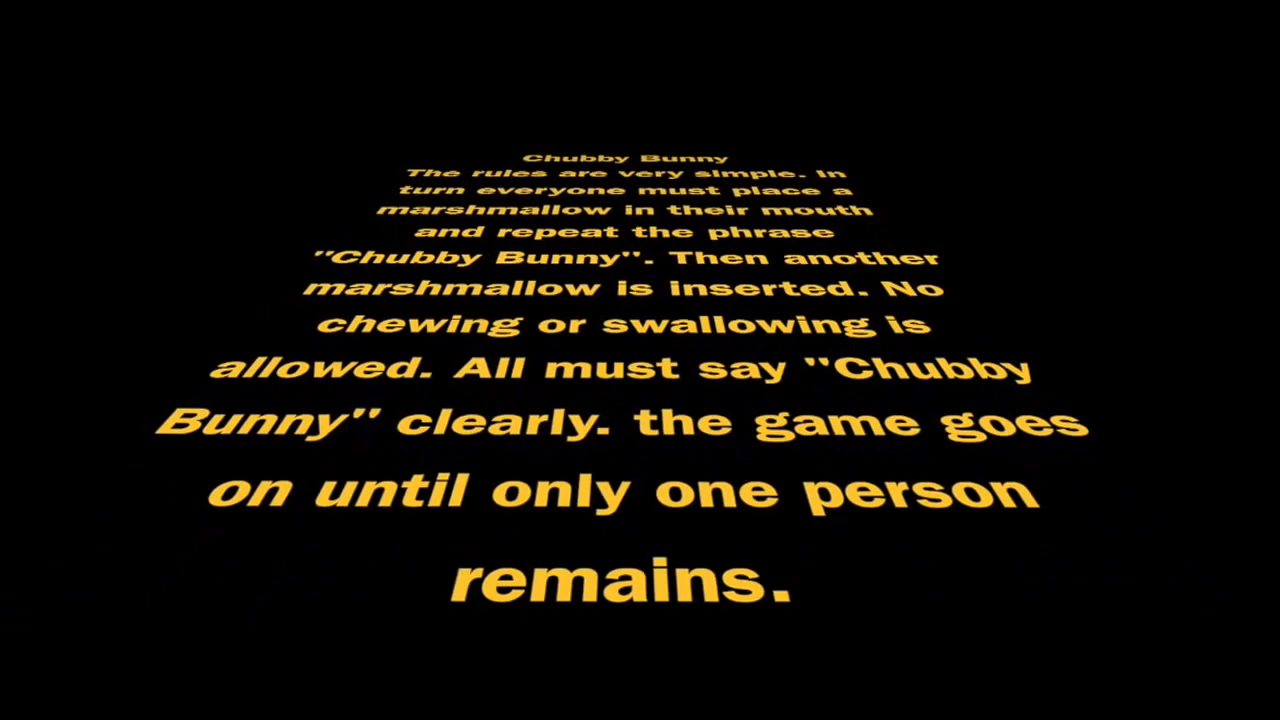 Chubby Bunny
The rules are very simple. In
turn everyone must place a
marshmallow in their mouth
and repeat the phrase
"Chubby Bunny". Then another
marshmallow is inserted. No
chewing or swallowing is
allowed. All must say "Chubby
Bunny" clearly. the game goes
on until only one person
remains.